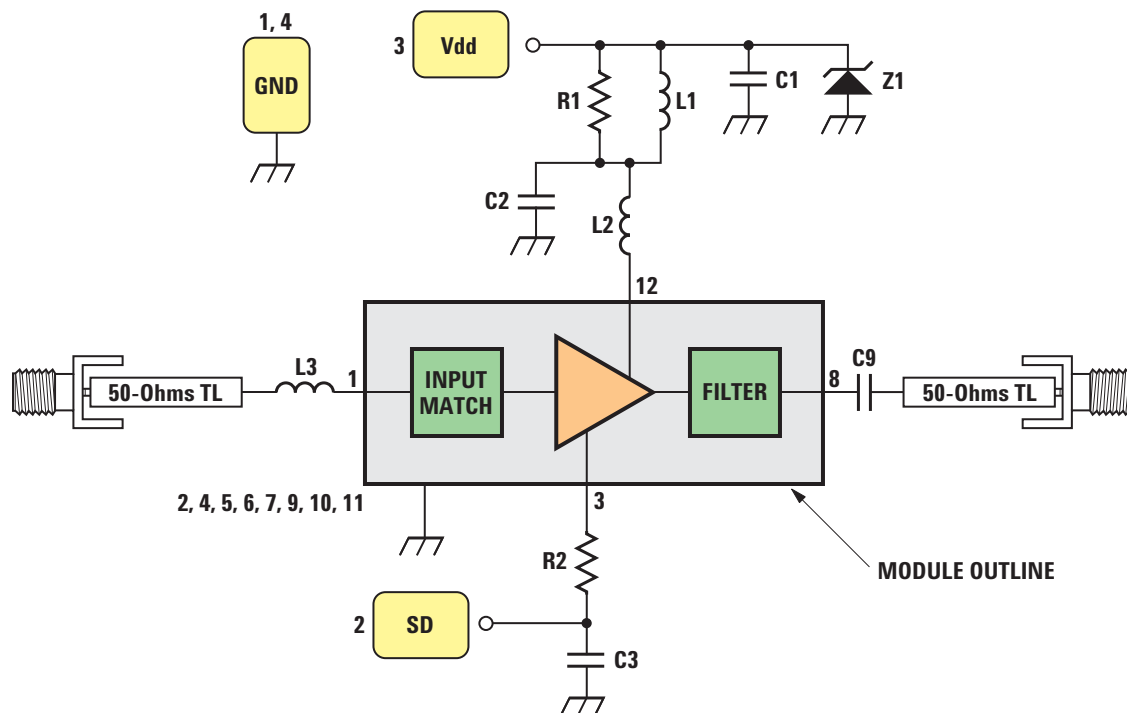 1, 4
GND
3
Vdd
R1
L1
C1
Z1
C2
L2
12
50-Ohms TL
L3
1
INPUT
MATCH
FILTER
8
C9
50-Ohms TL
2, 4, 5, 6, 7, 9, 10, 11
3
R2
MODULE OUTLINE
2
SD
C3